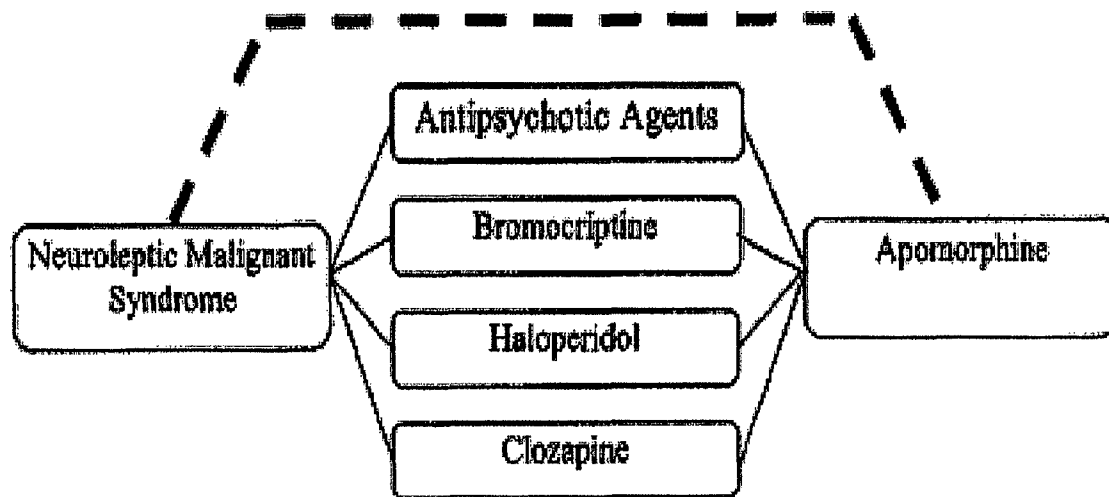 Antipsychotic Agents
Neuroleptic Malignant
Syndrome
Bromocriptine
Haloperidol
Clozapine
Apomorphine